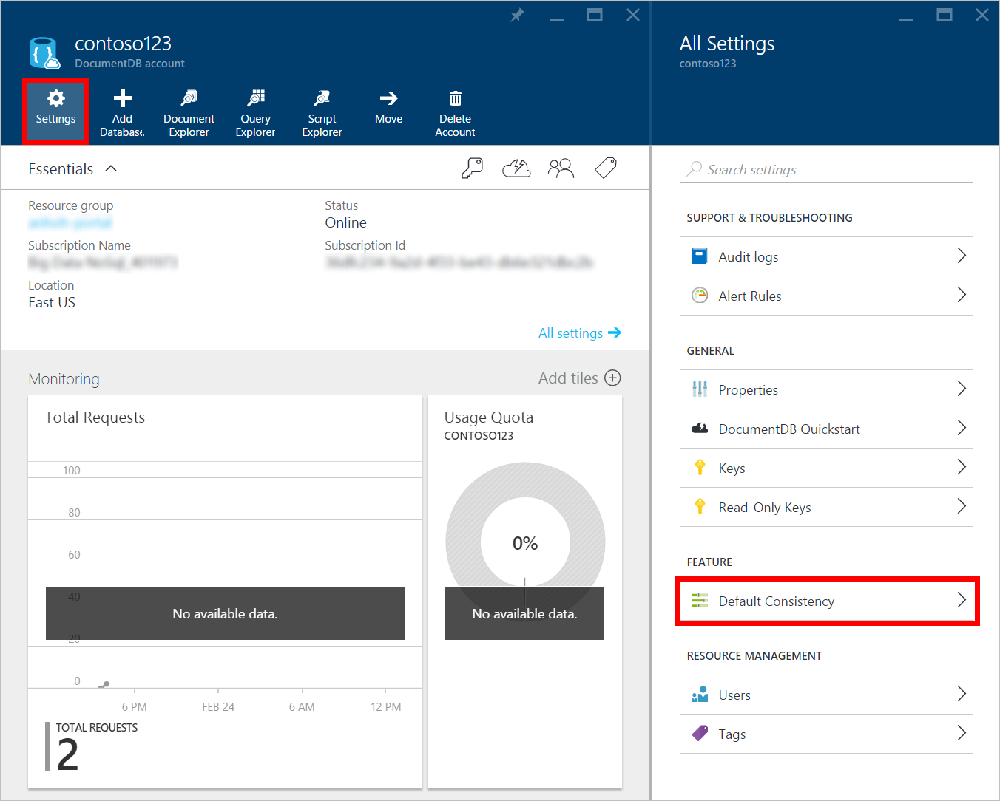 contoso123
DocumentDB account
Settings
Add
Database
Document
Explorer
Query
Explorer
Script
Explorer
Move
Delete
Account
Essentials
Resource group
Status
Online
Subscription Name
Subscription Id
Location
East US
All settings
Monitoring
Add tiles
Total Requests
100
80
60
40
20
0
No available data.
6 PM
FEB 24
6 AM
12 PM
TOTAL REQUESTS
2
Usage Quota
CONTOSO123
0%
No available data.
All Settings
contoso123
Search settings
SUPPORT & TROUBLESHOOTING
Audit logs
Alert Rules
GENERAL
Properties
DocumentDB Quickstart
Keys
Read-Only Keys
FEATURE
Default Consistency
RESOURCE MANAGEMENT
Users
Tags